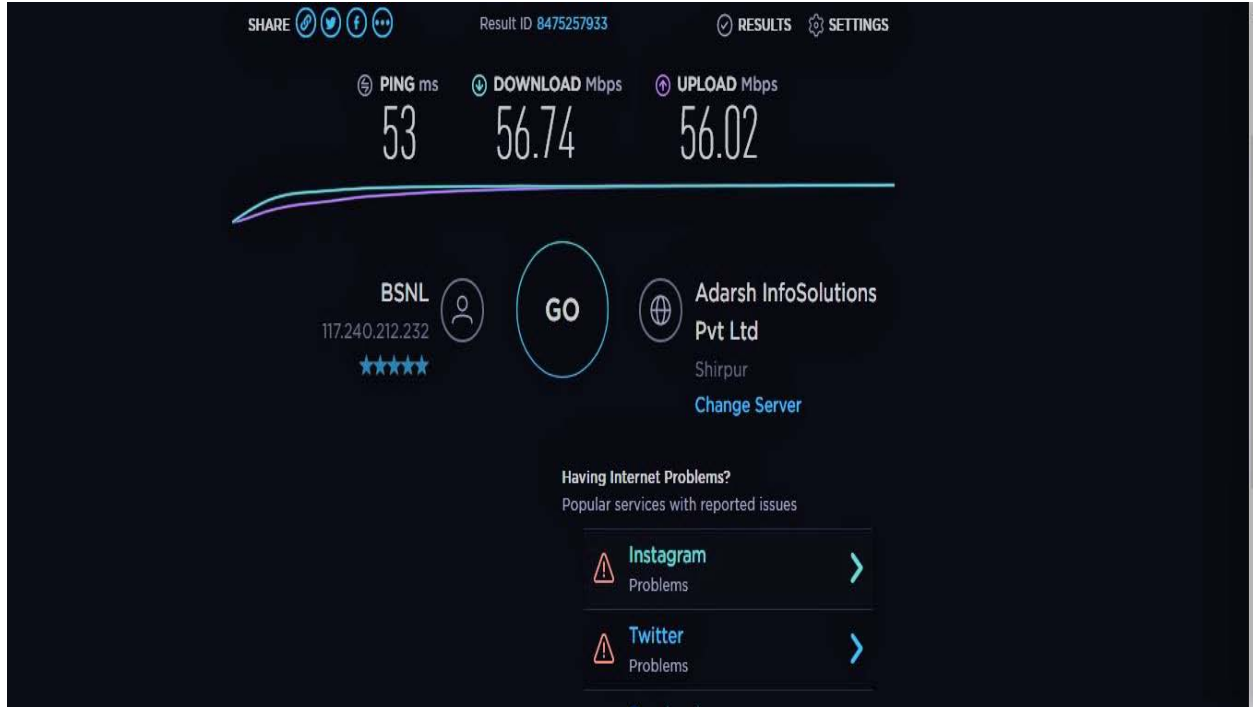 SHARE Result ID 8475257933 RESULTS SETTINGS
PING ms DOWNLOAD Mbps UPLOAD Mbps
53 56.74 56.02
BSNL
117.240.212.232
GO
Adarsh InfoSolutions
Pvt Ltd
Shirpur
Change Server
Having Internet Problems?
Popular services with reported issues
Instagram
Problems
Twitter
Problems